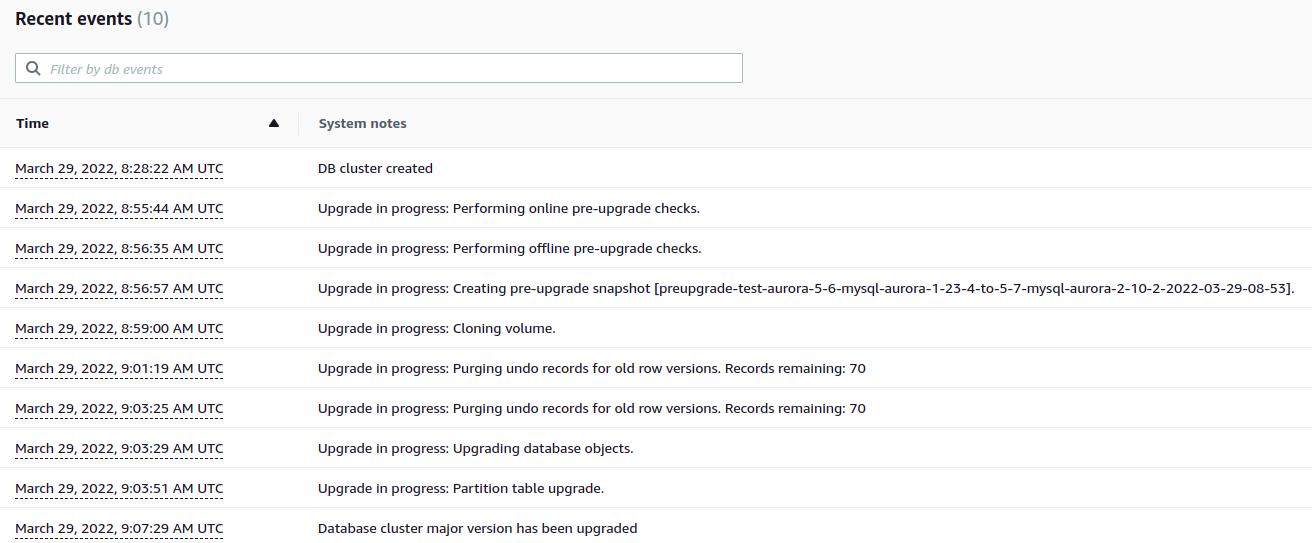 Recent events (10)
Filter by db events
Time System notes
March 29, 2022, 8:28:22 AM UTC DB cluster created
March 29, 2022, 8:55:44 AM UTC Upgrade in progress: Performing online pre-upgrade checks.
March 29, 2022, 8:56:35 AM UTC Upgrade in progress: Performing offline pre-upgrade checks.
March 29, 2022, 8:56:57 AM UTC Upgrade in progress: Creating pre-upgrade snapshot [preupgrade-test-aurora-5-6-mysql-aurora-1-23-4-to-5-7-mysql-aurora-2-10-2-2022-03-29-08-53].
March 29, 2022, 8:59:00 AM UTC Upgrade in progress: Cloning volume.
March 29, 2022, 9:01:19 AM UTC Upgrade in progress: Purging undo records for old row versions. Records remaining: 70
March 29, 2022, 9:03:25 AM UTC Upgrade in progress: Purging undo records for old row versions. Records remaining: 70
March 29, 2022, 9:03:29 AM UTC Upgrade in progress: Upgrading database objects.
March 29, 2022, 9:03:51 AM UTC Upgrade in progress: Partition table upgrade.
March 29, 2022, 9:07:29 AM UTC Database cluster major version has been upgraded